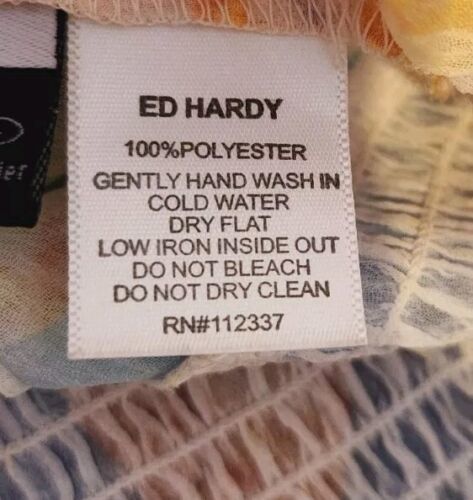 ED HARDY
100%POLYESTER
GENTLY HAND WASH IN
COLD WATER
DRY FLAT
LOW IRON INSIDE OUT
DO NOT BLEACH
DO NOT DRY CLEAN
RN#112337